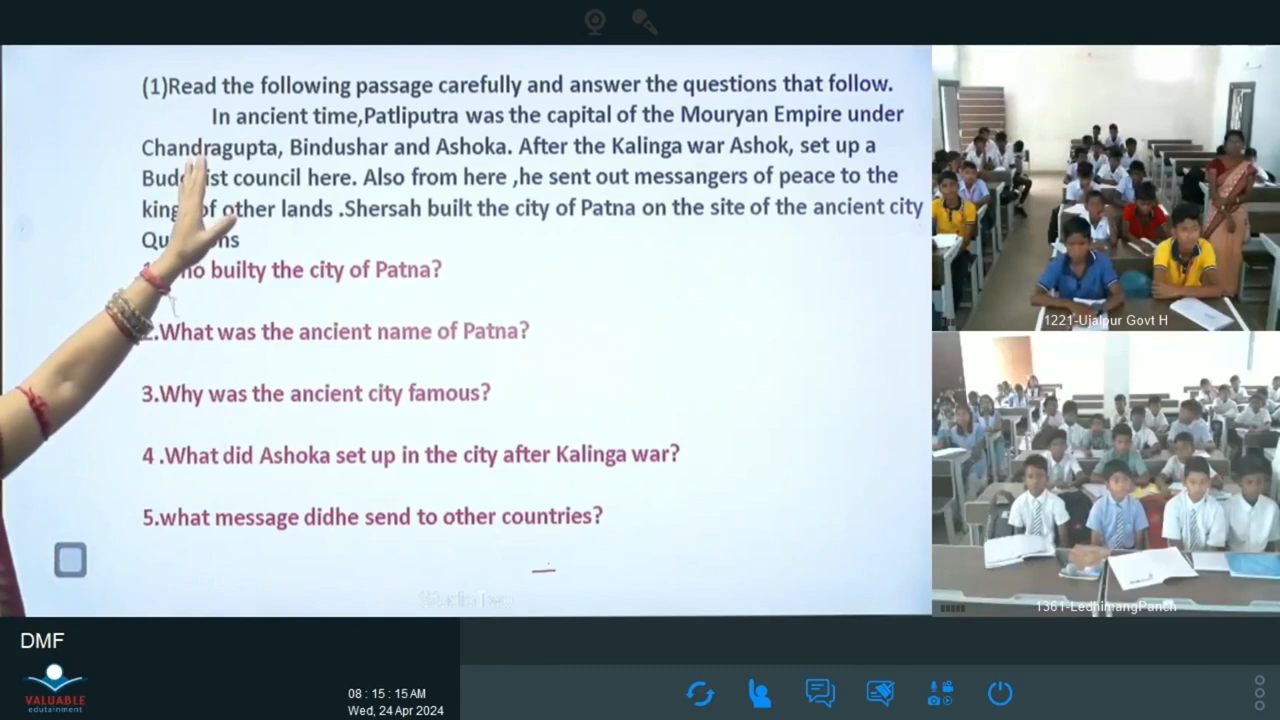 (1)Read the following passage carefully and answer the questions that follow.
In ancient time,Patliputra was the capital of the Mouryan Empire under
Chandragupta, Bindushar and Ashoka. After the Kalinga war Ashok, set up a
council here. Also from here ,he sent out messangers of peace to the
of other lands .Shersah built the city of Patna on the site of the ancient city
builty the city of Patna?
.What was the ancient name of Patna?
3.Why was the ancient city famous?
4 .What did Ashoka set up in the city after Kalinga war?
5.what message didhe send to other countries?
1221-Ujalpur Govt H
1361-LedhimangPanch
DMF
VALUABLE
edutainment
08 : 15 : 15 AM
Wed, 24 Apr 2024